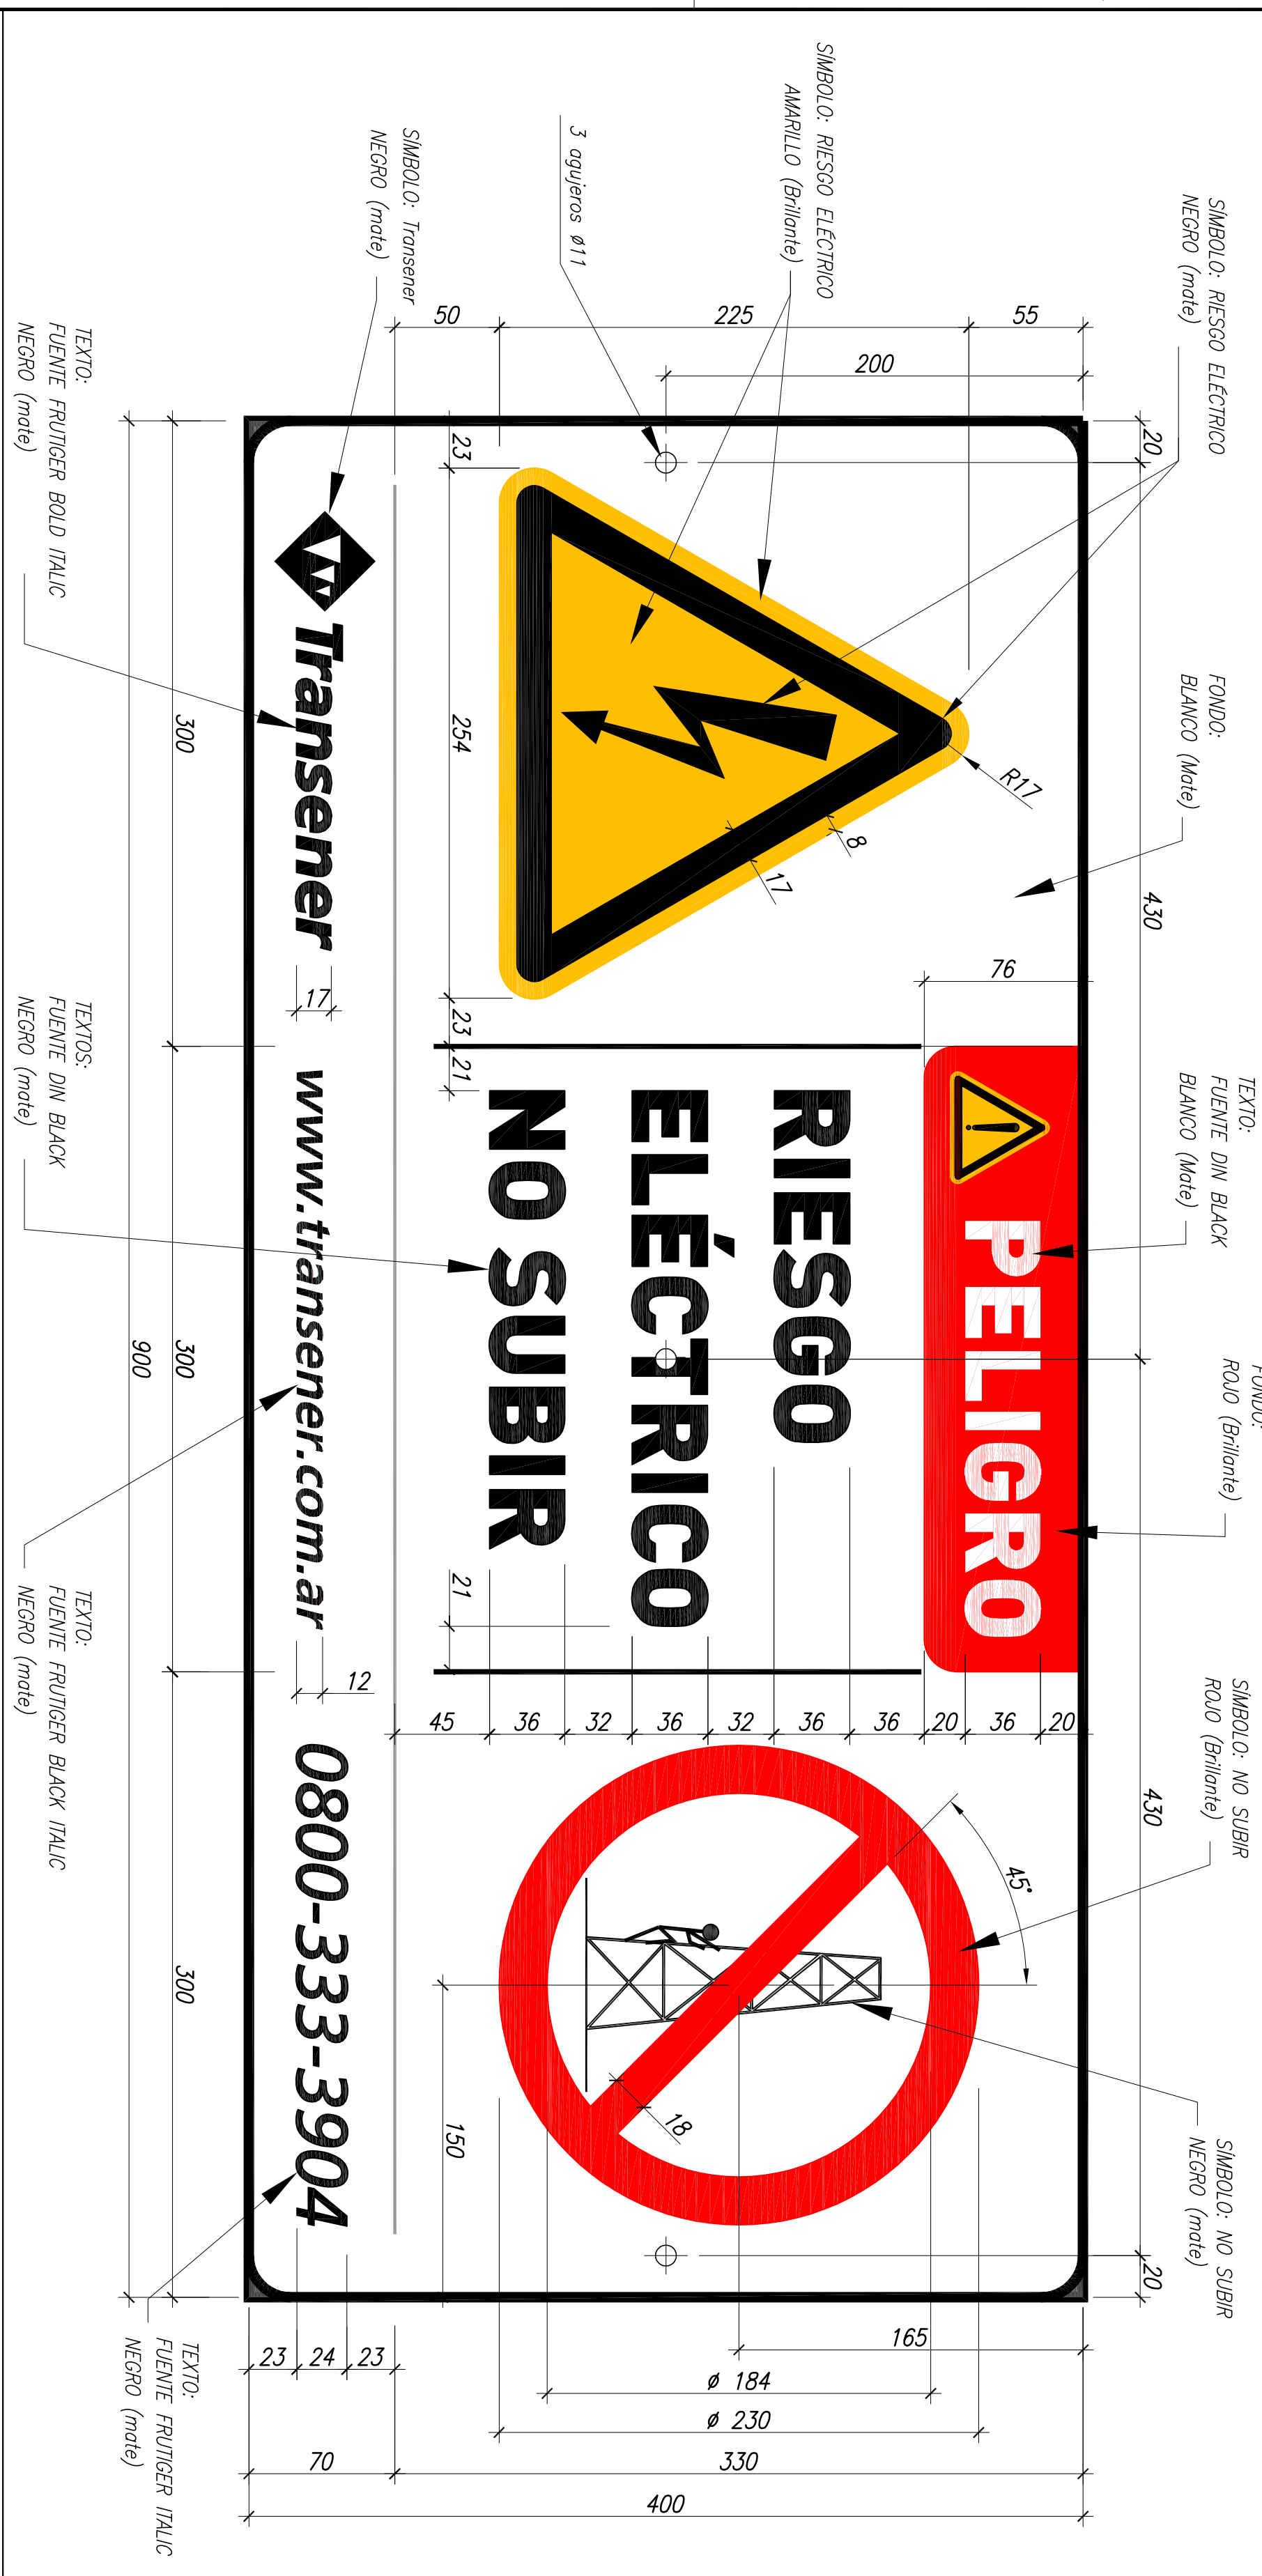 SÍMBOLO: RIESGO ELÉCTRICO
NEGRO (mate)
FONDO:
BLANCO (Mate)
TEXTO:
FUENTE DIN BLACK
BLANCO (Mate)
FONDO:
ROJO (Brillante)
SÍMBOLO: NO SUBIR
ROJO (Brillante)
SÍMBOLO: NO SUBIR
NEGRO (mate)
SÍMBOLO: RIESGO ELÉCTRICO
AMARILLO (Brillante)
3 agujeros ø11
SÍMBOLO: Transener
NEGRO (mate)
20
430
430
20
55
225
50
200
76
R17
8
17
23
254
23
21
21
PELIGRO
RIESGO
ELÉCTRICO
NO SUBIR
20
36
20
36
36
32
36
32
36
45
45°
18
150
165
ø 184
ø 230
330
70
400
23
24
23
Transener
17
www.transener.com.ar
12
0800-333-3904
300
300
300
900
TEXTO:
FUENTE FRUTIGER BOLD ITALIC
NEGRO (mate)
TEXTOS:
FUENTE DIN BLACK
NEGRO (mate)
TEXTO:
FUENTE FRUTIGER BLACK ITALIC
NEGRO (mate)
TEXTO:
FUENTE FRUTIGER ITALIC
NEGRO (mate)